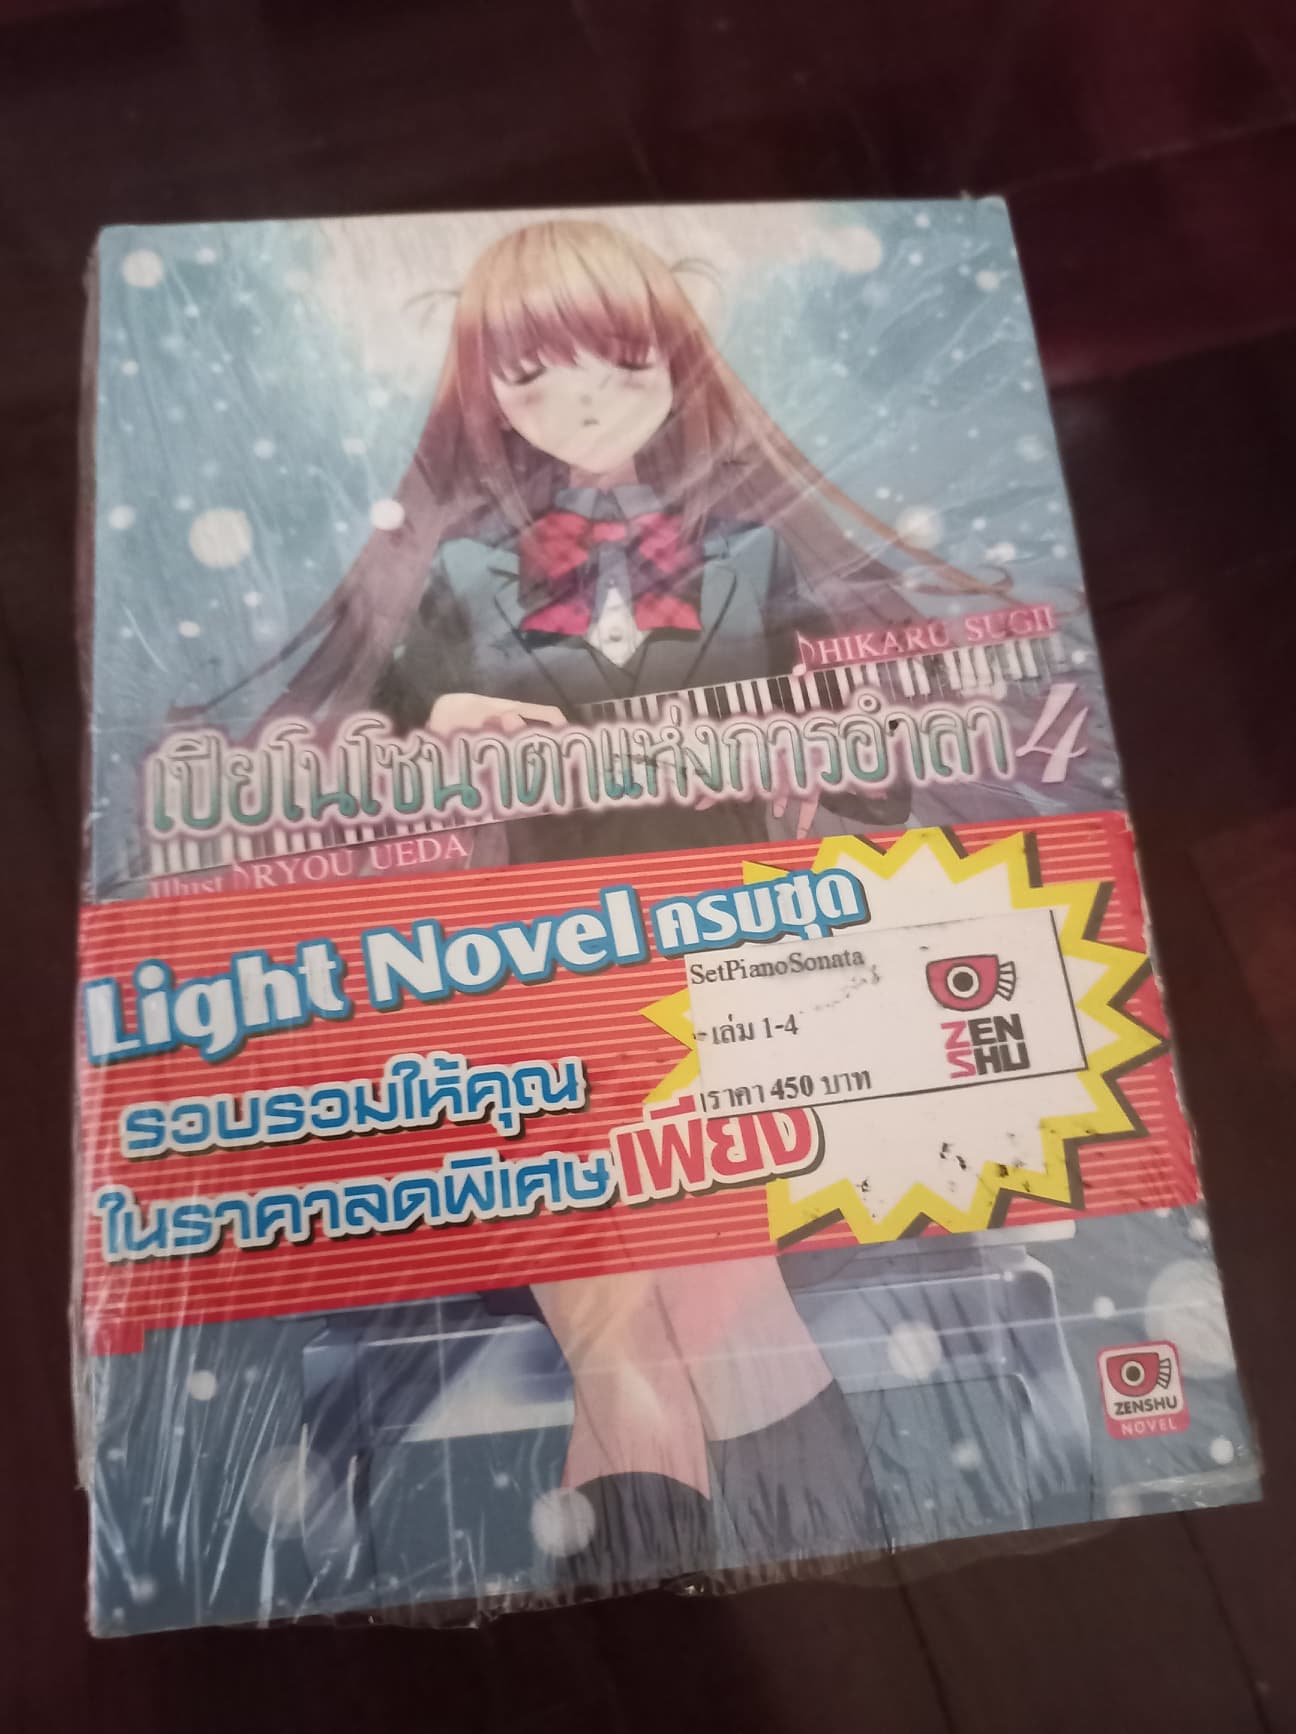 HIKARU SUGII
เปียโนโซนาตาแห่งการอำลา 4
Illust RYOU UEDA
Light Novel ครบชุด
SetPianoSonata
เล่ม 1-4
ราคา 450 บาท
ZEN
SHU
รวบรวมให้คุณ
ในราคาลดพิเศษ เพียง
ZENSHU
NOVEL